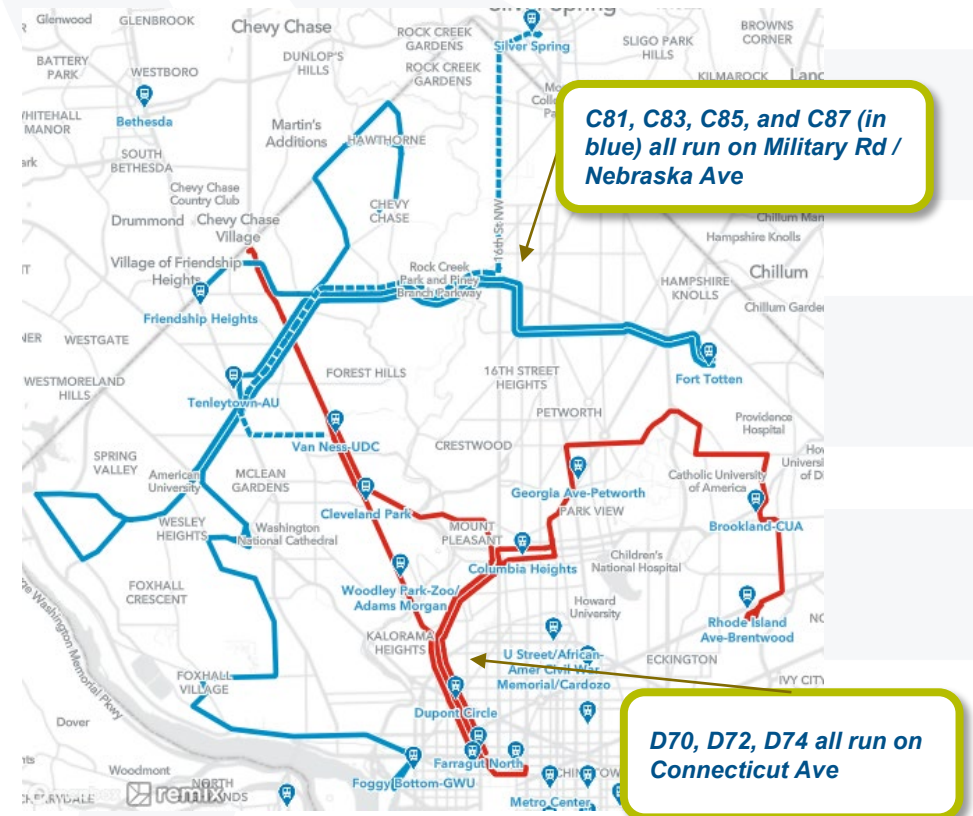 Glenwood
GLENBROOK
Chevy Chase
ROCK CREEK
GARDENS
Silver Spring
SLIGO PARK
HILLS
BROWNS
CORNER
BATTERY
PARK
WESTBORO
DUNLOP'S
HILLS
ROCK CREEK
GARDENS
KILMAROCK
Bethesda
MANOR
Martin's
Additions
HAWTHORNE
SOUTH
BETHESDA
C81, C83, C85, and C87 (in
blue) all run on Military Rd /
Nebraska Ave
Chevy Chase
Country Club
CHEVY
CHASE
16th St NW
Drummond
Chevy Chase
Village
Chillum
Hampshire Knolls
Village of Friendship
Heights
Rock Creek
Park and Piney
Branch Parkway
HAMPSHIRE
KNOLLS
Chillum
Friendship Heights
WESTGATE
FOREST HILLS
16TH STREET
HEIGHTS
Fort Totten
WESTMORELAND
HILLS
Tenleytown-AU
PETWORTH
Providence
Hospital
Van Ness-UDC
CRESTWOOD
SPRING
VALLEY
American
University
MCLEAN
GARDENS
Georgia Ave-Petworth
Catholic University
of America
Cleveland Park
PARK VIEW
Brookland-CUA
WESLEY
HEIGHTS
Washington
National Cathedral
MOUNT
PLEASANT
Columbia Heights
Children's
National Hospital
FOXHALL
CRESCENT
Woodley Park-Zoo/
Adams Morgan
Howard
University
Rhode Island
Ave-Brentwood
Washington Memorial Pkwy
KALORAMA
HEIGHTS
U Street/African-
Amer Civil War
Memorial/Cardozo
ECKINGTON
IVY CITY
FOXHALL
VILLAGE
Dover
Dupont Circle
D70, D72, D74 all run on
Connecticut Ave
Farragut North
Woodmont
Foggy Bottom-GWU
NORTH
remix
Metro Center